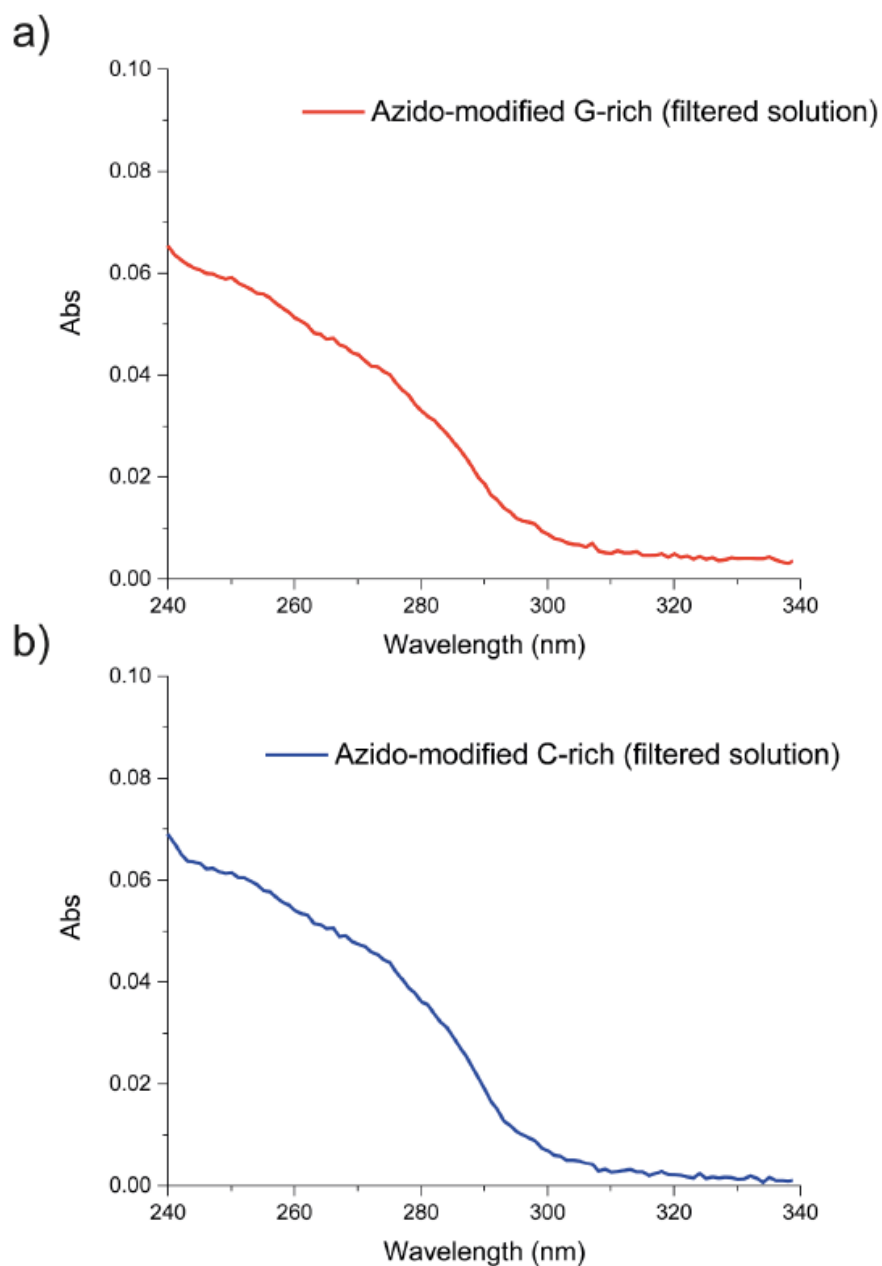 a)
Azido-modified G-rich (filtered solution)
0.10
0.08
0.06
0.04
0.02
0.00
Abs
240 260 280 300 320 340
Wavelength (nm)
b)
Azido-modified C-rich (filtered solution)
0.10
0.08
0.06
0.04
0.02
0.00
Abs
240 260 280 300 320 340
Wavelength (nm)